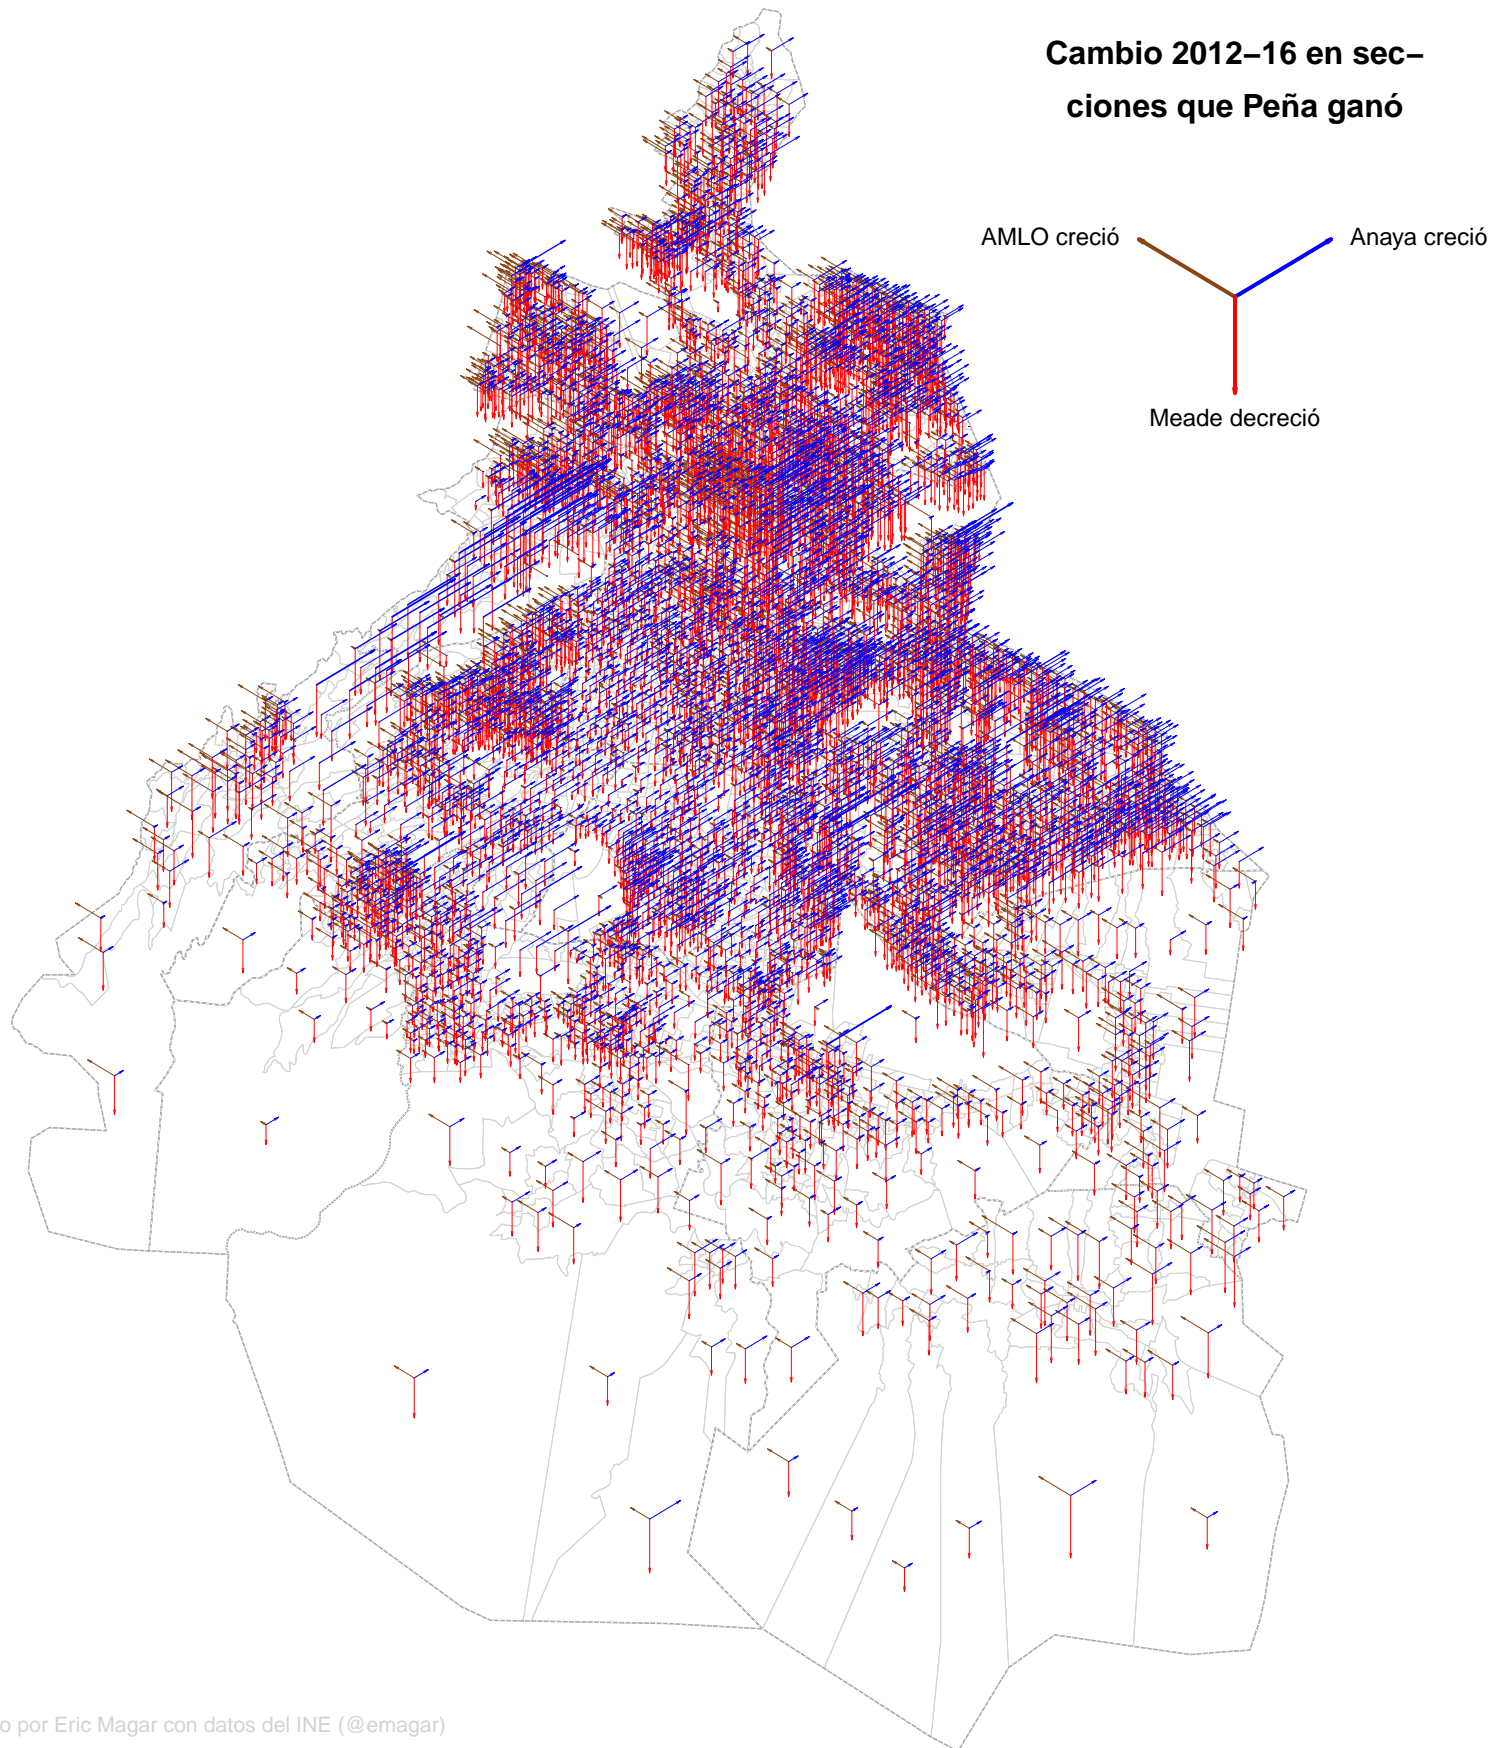 Cambio 2012–16 en sec–
ciones que Peña ganó
AMLO creció
Anaya creció
Meade decreció
o por Eric Magar con datos del INE (@emagar)